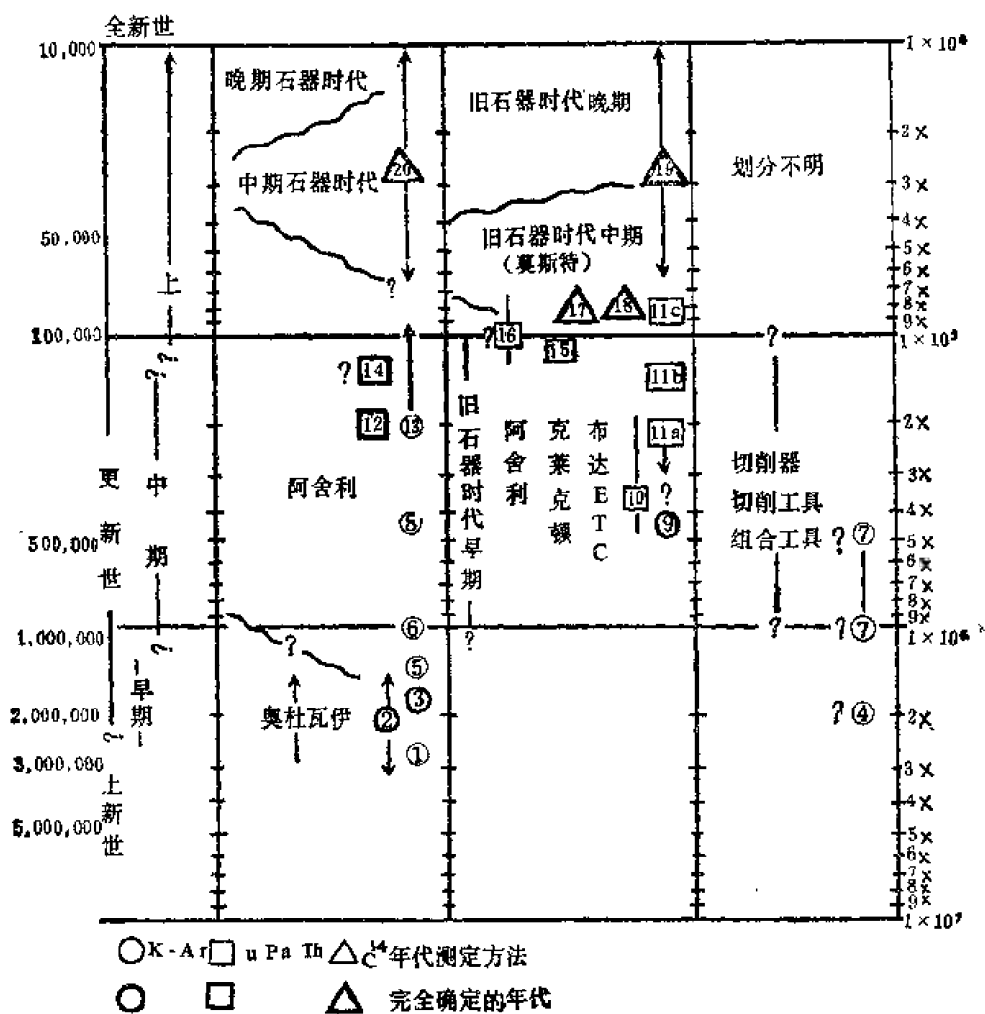 全新世
10,000
50,000
100,000
500,000
1,000,000
2,000,000
3,000,000
5,000,000
上
?
?
中
期
?
更
新
世
早
期
?
上
新
世
晚期石器时代
中期石器时代
20
?
? 14
12 13
阿舍利
8
6
?
5
3
奥杜瓦伊 2
1
旧石器时代晚期
19
旧石器时代中期
(莫斯特)
17 18 11c
? 16
15
11b
11a
?
10 9
旧石器时代早期
?
阿舍利
克莱克顿
布达ETC
划分不明
?
切削器
切削工具
组合工具 ? 7
? ? 7
? 4
2×
3×
4×
5×
6×
7×
8×
9×
1×10⁵
2×
3×
4×
5×
6×
7×
8×
9×
1×10⁶
2×
3×
4×
5×
6×
7×
8×
9×
1×10⁷
K-Ar u Pa Th C¹⁴年代测定方法
完全确定的年代